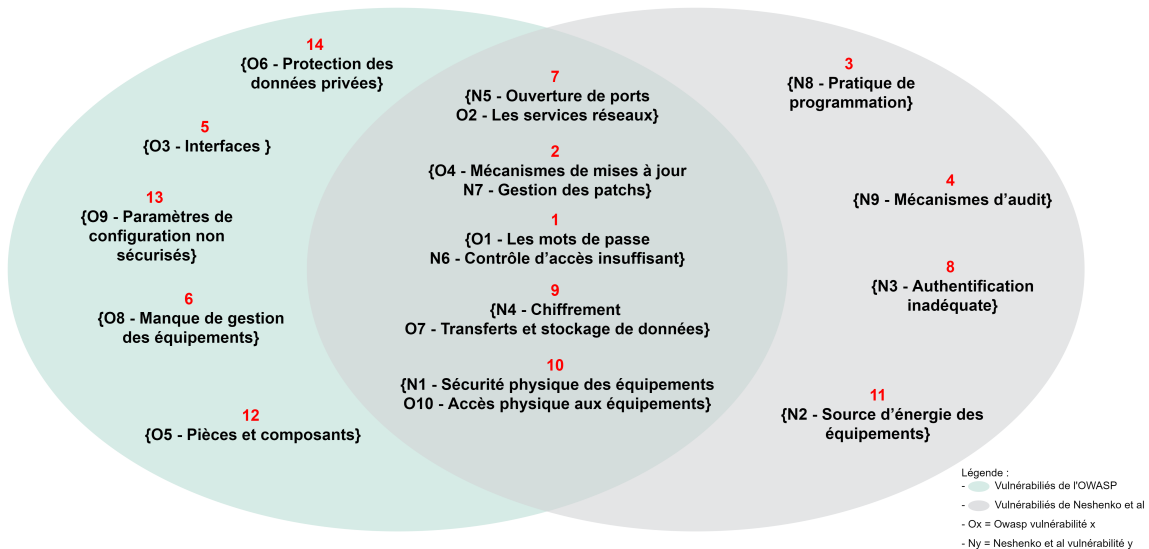 14
{O6 - Protection des
données privées}
5
{O3 - Interfaces }
13
{O9 - Paramètres de
configuration non
sécurisés}
6
{O8 - Manque de gestion
des équipements}
12
{O5 - Pièces et composants}
7
{N5 - Ouverture de ports
O2 - Les services réseaux}
2
{O4 - Mécanismes de mises à jour
N7 - Gestion des patchs}
1
{O1 - Les mots de passe
N6 - Contrôle d'accès insuffisant}
9
{N4 - Chiffrement
O7 - Transferts et stockage de données}
10
{N1 - Sécurité physique des équipements
O10 - Accès physique aux équipements}
3
{N8 - Pratique de
programmation}
4
{N9 - Mécanismes d'audit}
8
{N3 - Authentification
inadéquate}
11
{N2 - Source d'énergie des
équipements}
Légende :
- Vulnérabiliés de l'OWASP
- Vulnérabiliés de Neshenko et al
- Ox = Owasp vulnérabilité x
- Ny = Neshenko et al vulnérabilité y